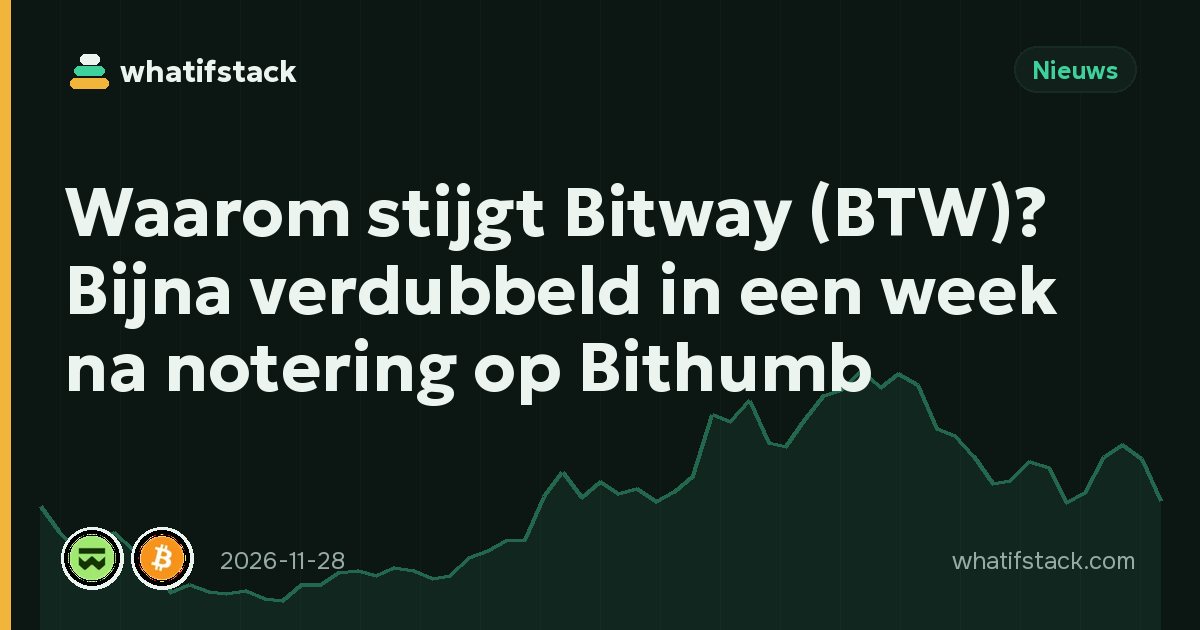 whatifstack
Nieuws
Waarom stijgt Bitway (BTW)?
Bijna verdubbeld in een week
na notering op Bithumb
2026-11-28
whatifstack.com